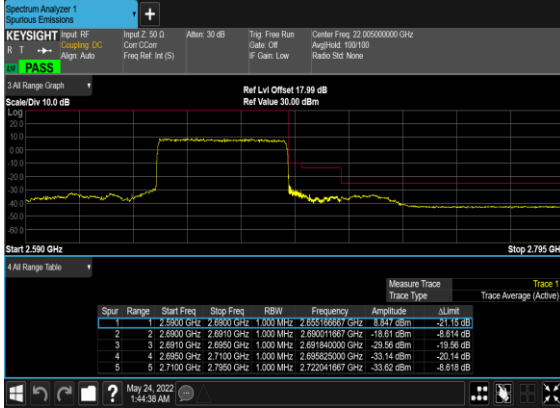 Spectrum Analyzer 1
Spurious Emissions
+
KEYSIGHT Input: RF Input Z: 50 Ω Atten: 30 dB Trig: Free Run Center Freq: 22.005000000 GHz
R T Coupling: DC Corr CCorr Gate: Off Avg|Hold: 100/100
Align: Auto Freq Ref: Int (S) IF Gain: Low Radio Std: None
PASS
3 All Range Graph
Ref Lvl Offset 17.99 dB
Scale/Div 10.0 dB Ref Value 30.00 dBm
Log
20.0
10.0
0.00
-10.0
-20.0
-30.0
-40.0
-50.0
-60.0
Start 2.590 GHz Stop 2.795 GH
4 All Range Table
Measure Trace Trace 1
Trace Type Trace Average (Active)
Spur Range Start Freq Stop Freq RBW Frequency Amplitude ΔLimit
1 1 2.5900 GHz 2.6900 GHz 1.000 MHz 2.655166667 GHz 8.847 dBm -21.15 dB
2 2 2.6900 GHz 2.6910 GHz 1.000 MHz 2.690011667 GHz -18.61 dBm -8.614 dB
3 3 2.6910 GHz 2.6950 GHz 1.000 MHz 2.691840000 GHz -29.56 dBm -19.56 dB
4 4 2.6950 GHz 2.7100 GHz 1.000 MHz 2.695825000 GHz -33.14 dBm -20.14 dB
5 5 2.7100 GHz 2.7950 GHz 1.000 MHz 2.722041667 GHz -33.62 dBm -8.618 dB
?
May 24, 2022
1:44:38 AM